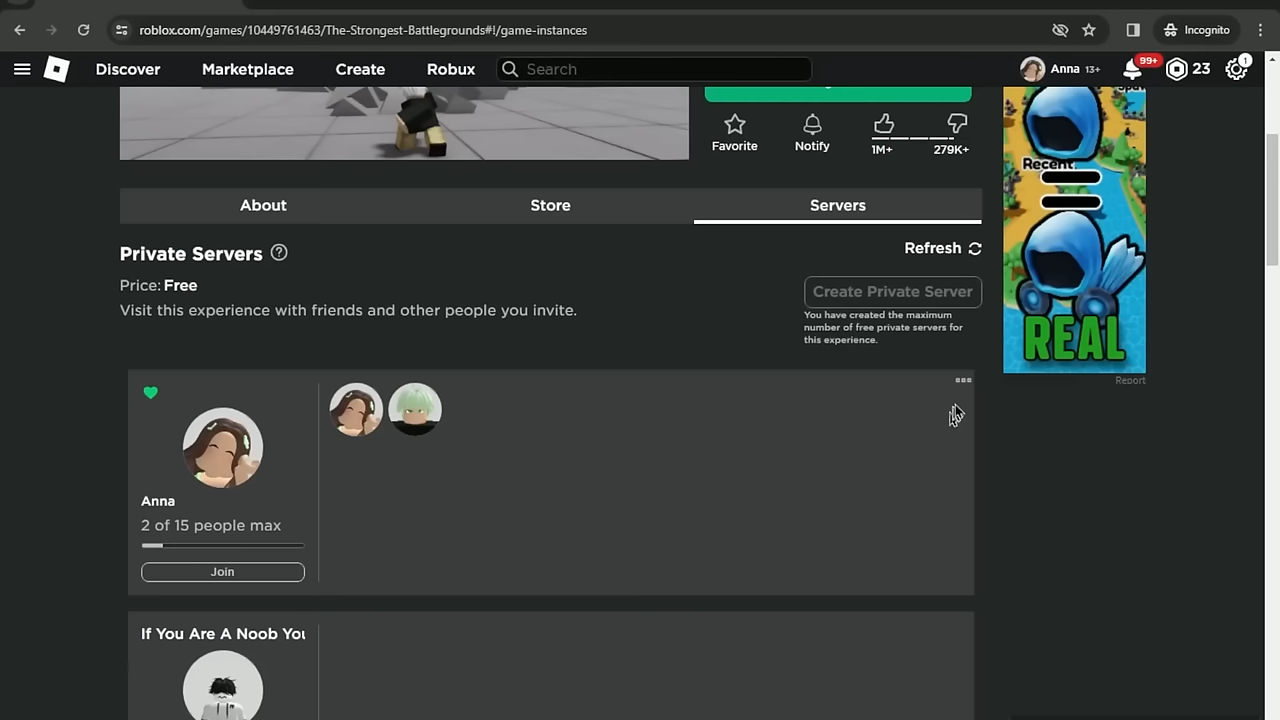 roblox.com/games/10449761463/The-Strongest-Battlegrounds#!/game-instances
Incognito
Discover
Marketplace
Create
Robux
Search
Anna 13+
99+
23
1
Favorite
Notify
1M+
279K+
Recent
REAL
Report
About
Store
Servers
Private Servers
Refresh
Price: Free
Visit this experience with friends and other people you invite.
Create Private Server
You have created the maximum
number of free private servers for
this experience.
Anna
2 of 15 people max
Join
If You Are A Noob You